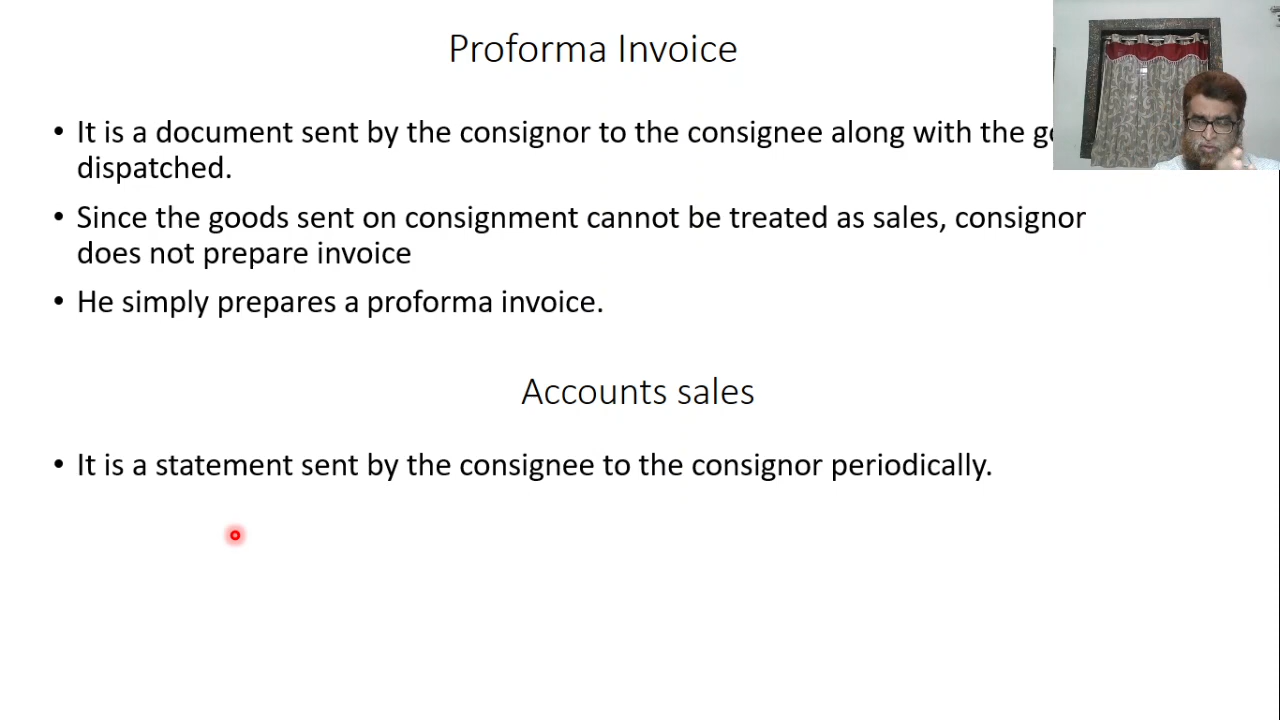 Proforma Invoice
• It is a document sent by the consignor to the consignee along with the
dispatched.
• Since the goods sent on consignment cannot be treated as sales, consignor
does not prepare invoice
• He simply prepares a proforma invoice.
Accounts sales
• It is a statement sent by the consignee to the consignor periodically.